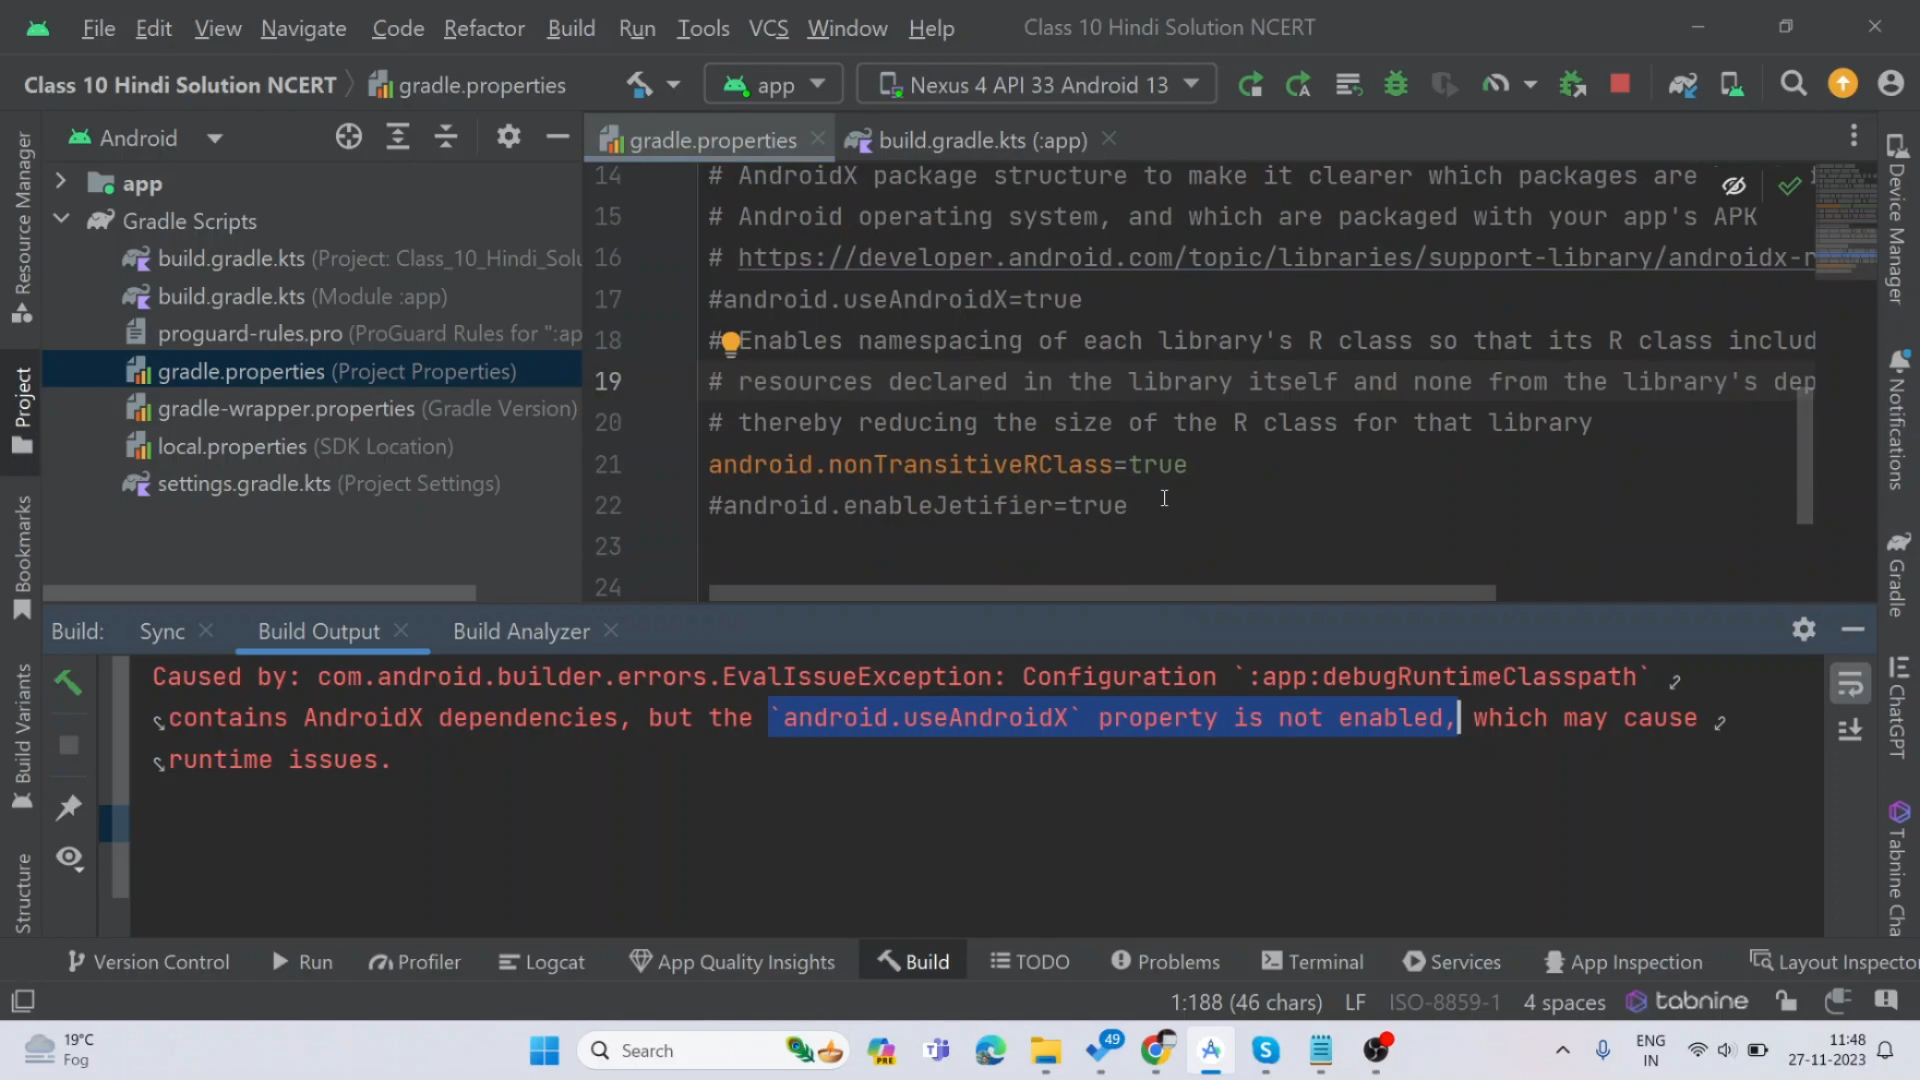 File Edit View Navigate Code Refactor Build Run Tools VCS Window Help Class 10 Hindi Solution NCERT
Class 10 Hindi Solution NCERT gradle.properties app Nexus 4 API 33 Android 13
Android
gradle.properties build.gradle.kts (:app)
app
Gradle Scripts
build.gradle.kts (Project: Class_10_Hindi_Solu
build.gradle.kts (Module :app)
proguard-rules.pro (ProGuard Rules for ":ap
gradle.properties (Project Properties)
gradle-wrapper.properties (Gradle Version)
local.properties (SDK Location)
settings.gradle.kts (Project Settings)
14 # AndroidX package structure to make it clearer which packages are
15 # Android operating system, and which are packaged with your app's APK
16 # https://developer.android.com/topic/libraries/support-library/androidx-r
17 #android.useAndroidX=true
18 # Enables namespacing of each library's R class so that its R class includ
19 # resources declared in the library itself and none from the library's dep
20 # thereby reducing the size of the R class for that library
21 android.nonTransitiveRClass=true
22 #android.enableJetifier=true
23
24
Resource Manager
Project
Bookmarks
Build Variants
Structure
Device Manager
Notifications
Gradle
ChatGPT
Tabnine Cha
Build: Sync Build Output Build Analyzer
Caused by: com.android.builder.errors.EvalIssueException: Configuration `:app:debugRuntimeClasspath`
contains AndroidX dependencies, but the `android.useAndroidX` property is not enabled, which may cause
runtime issues.
Version Control Run Profiler Logcat App Quality Insights Build TODO Problems Terminal Services App Inspection Layout Inspector
1:188 (46 chars) LF ISO-8859-1 4 spaces tabnine
19°C
Fog
Search
PRE
49
ENG
IN
11:48
27-11-2023